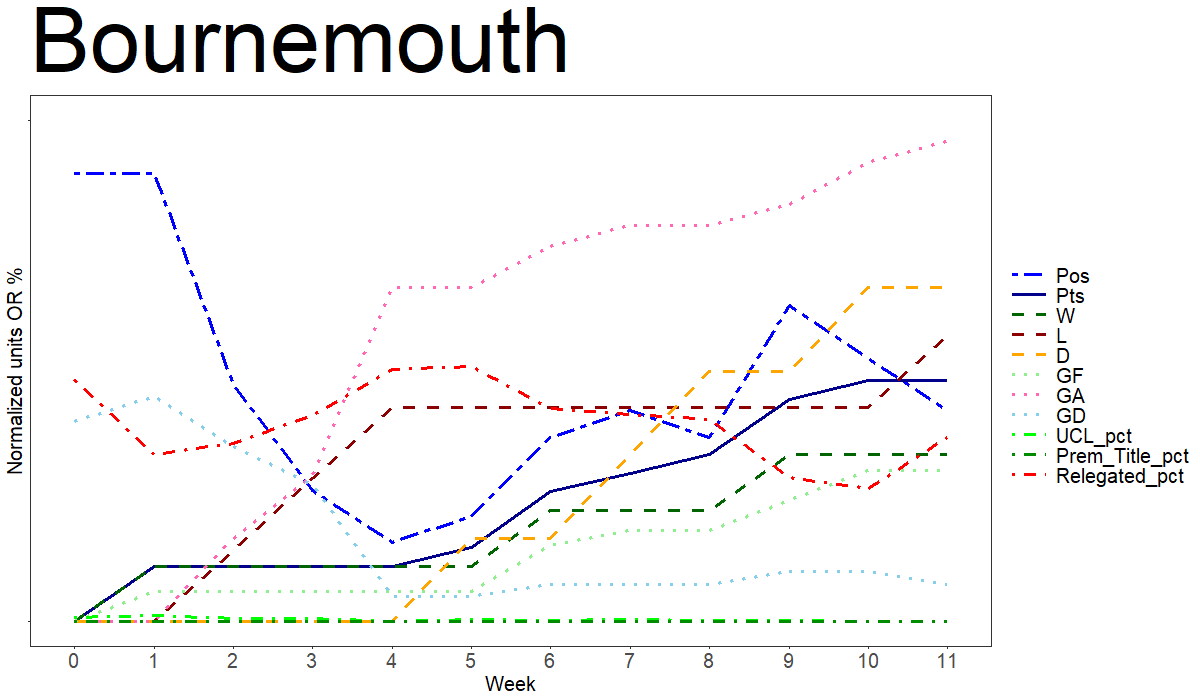 Bournemouth
Normalized units OR %
0 1 2 3 4 5 6 7 8 9 10 11
Week
Pos
Pts
W
L
D
GF
GA
GD
UCL_pct
Prem_Title_pct
Relegated_pct